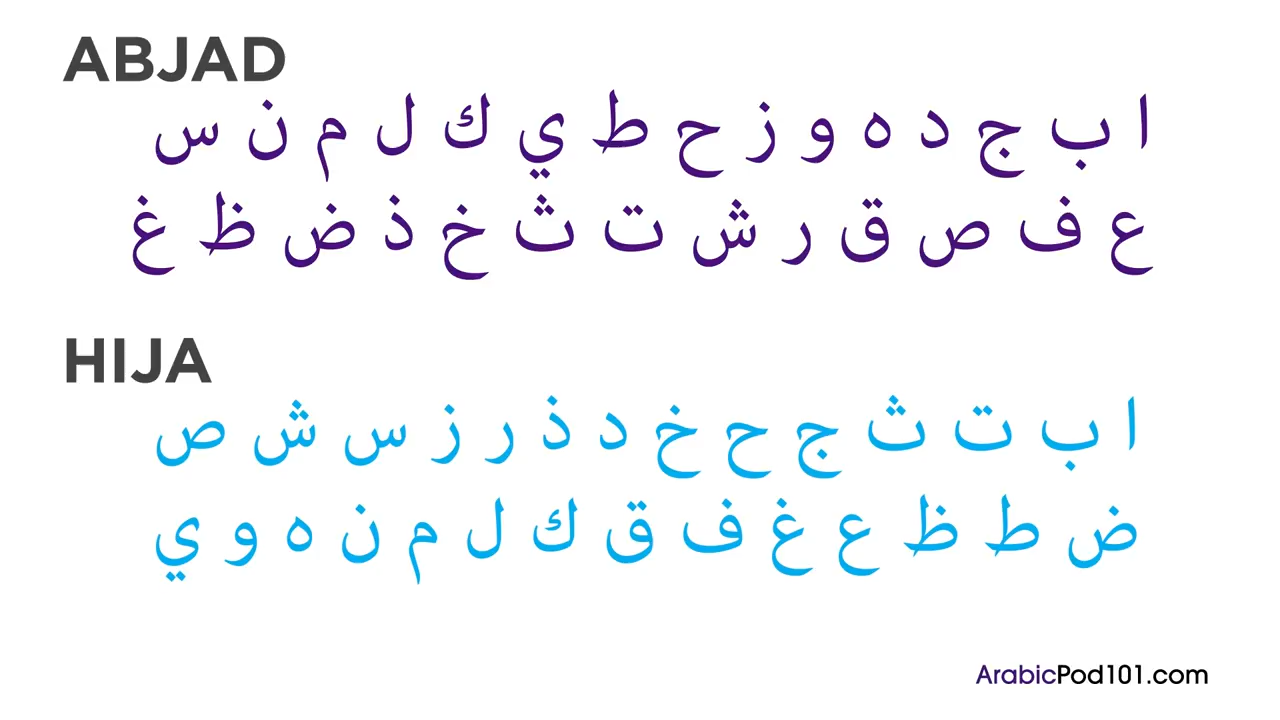 ABJAD
ا ب ج د ه و ز ح ط ي ك ل م ن س
ع ف ص ق ر ش ت ث خ ذ ض ظ غ
HIJA
ا ب ت ث ج ح خ د ذ ر ز س ش ص
ض ط ظ ع غ ف ق ك ل م ن ه و ي
ArabicPod101.com